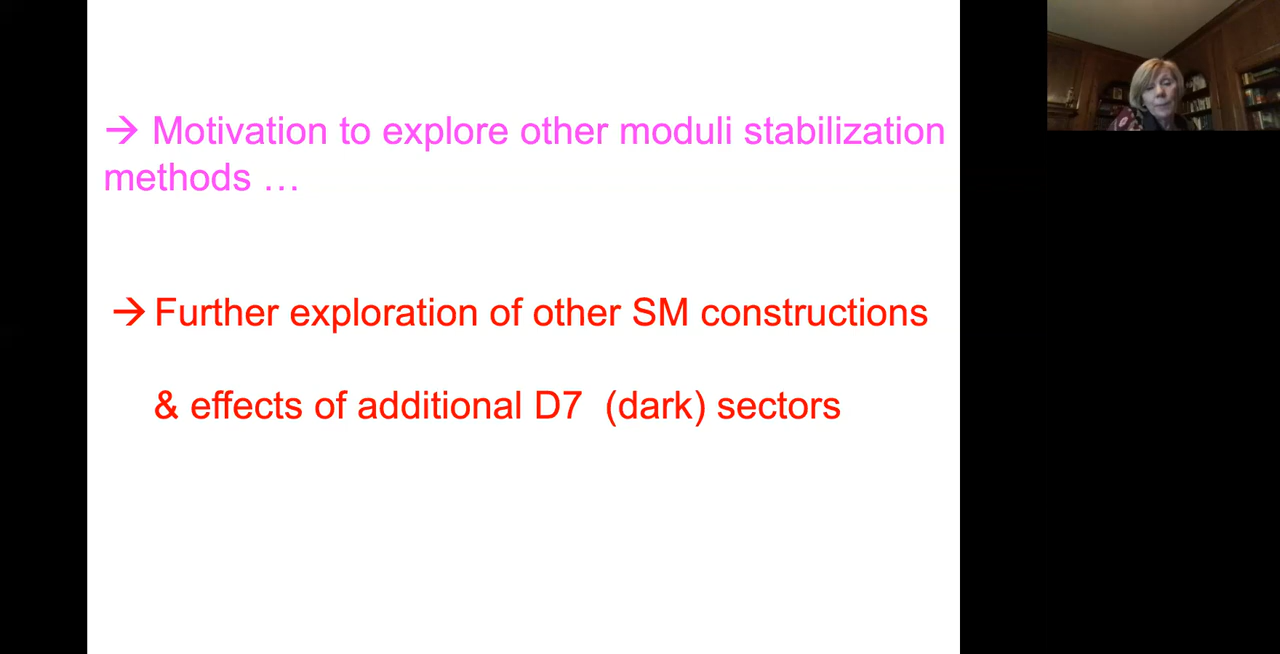 → Motivation to explore other moduli stabilization
methods …
→ Further exploration of other SM constructions
& effects of additional D7 (dark) sectors